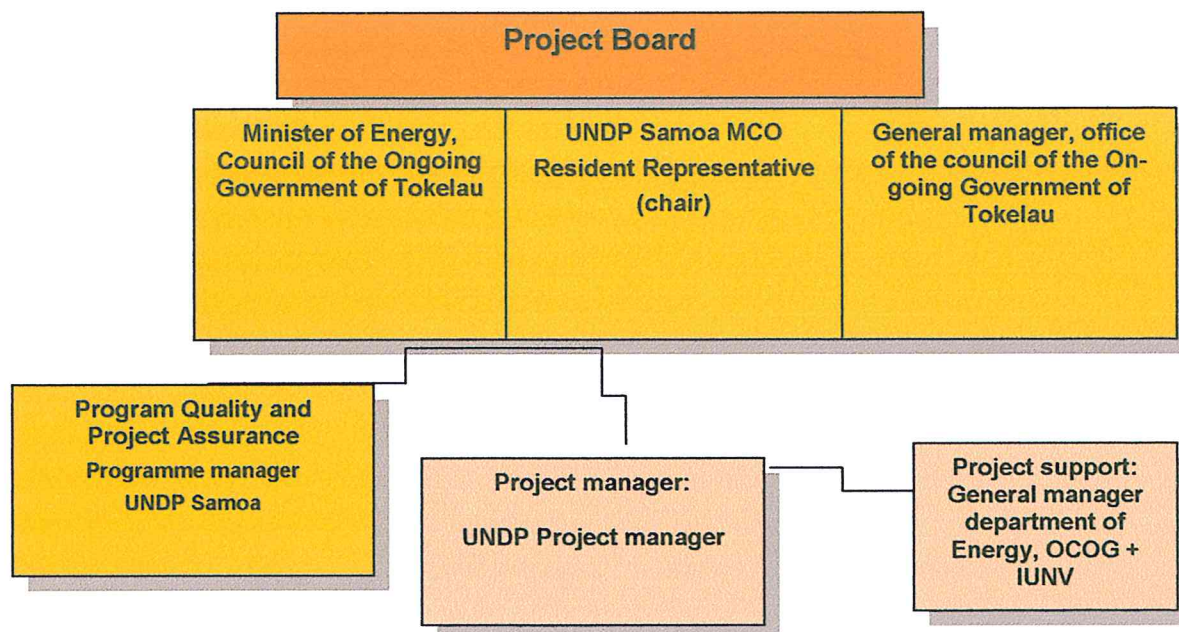 Project Board
Minister of Energy,
Council of the Ongoing
Government of Tokelau
UNDP Samoa MCO
Resident Representative
(chair)
General manager, office
of the council of the On-
going Government of
Tokelau
Program Quality and
Project Assurance
Programme manager
UNDP Samoa
Project manager:
UNDP Project manager
Project support:
General manager
department of
Energy, OCOG +
IUNV